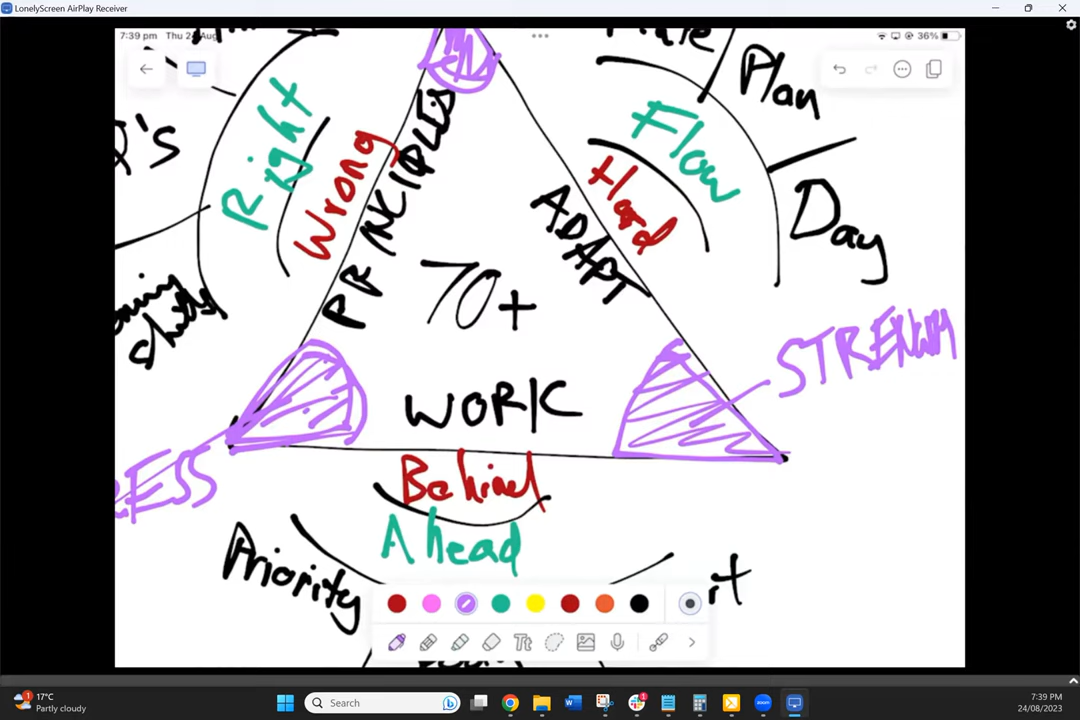 LonelyScreen AirPlay Receiver
7:39 pm Thu 24 Aug
36%
Plan
Right
Flow
Q's
Wrong
Hard
PRINCIPLES
ADAPT
Day
70+
STRENGTH
WORK
Behind
Ahead
Priority
Tt
17°C
Partly cloudy
Search
7:39 PM
24/08/2023